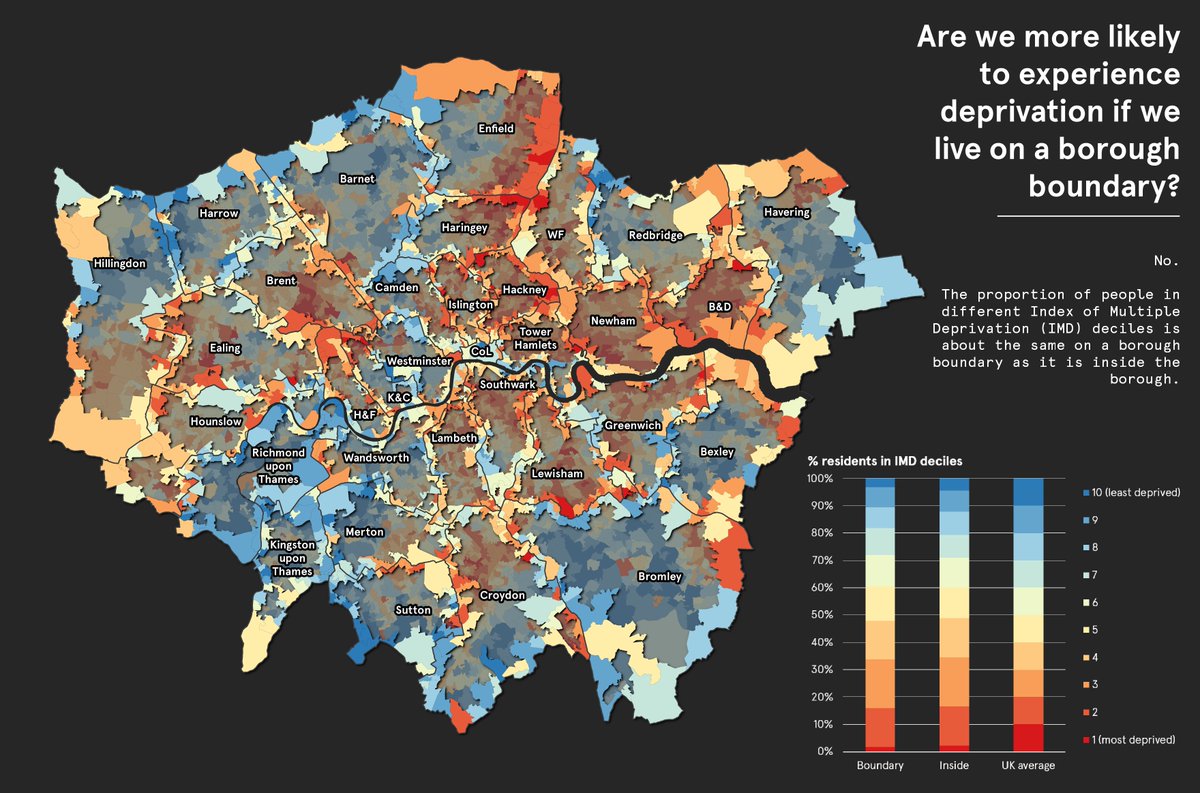 Are we more likely
to experience
deprivation if we
live on a borough
boundary?
No.
The proportion of people in
different Index of Multiple
Deprivation (IMD) deciles is
about the same on a borough
boundary as it is inside the
borough.
Enfield
Barnet
Harrow
Haringey
WF
Redbridge
Havering
Hillingdon
Brent
Camden
Islington
Hackney
B&D
Newham
Tower
Hamlets
Ealing
Westminster
CoL
Southwark
K&C
H&F
Hounslow
Lambeth
Greenwich
Richmond
upon
Thames
Wandsworth
Lewisham
Bexley
Merton
Kingston
upon
Thames
Bromley
Sutton
Croydon
% residents in IMD deciles
100%
90%
80%
70%
60%
50%
40%
30%
20%
10%
0%
Boundary
Inside
UK average
10 (least deprived)
9
8
7
6
5
4
3
2
1 (most deprived)